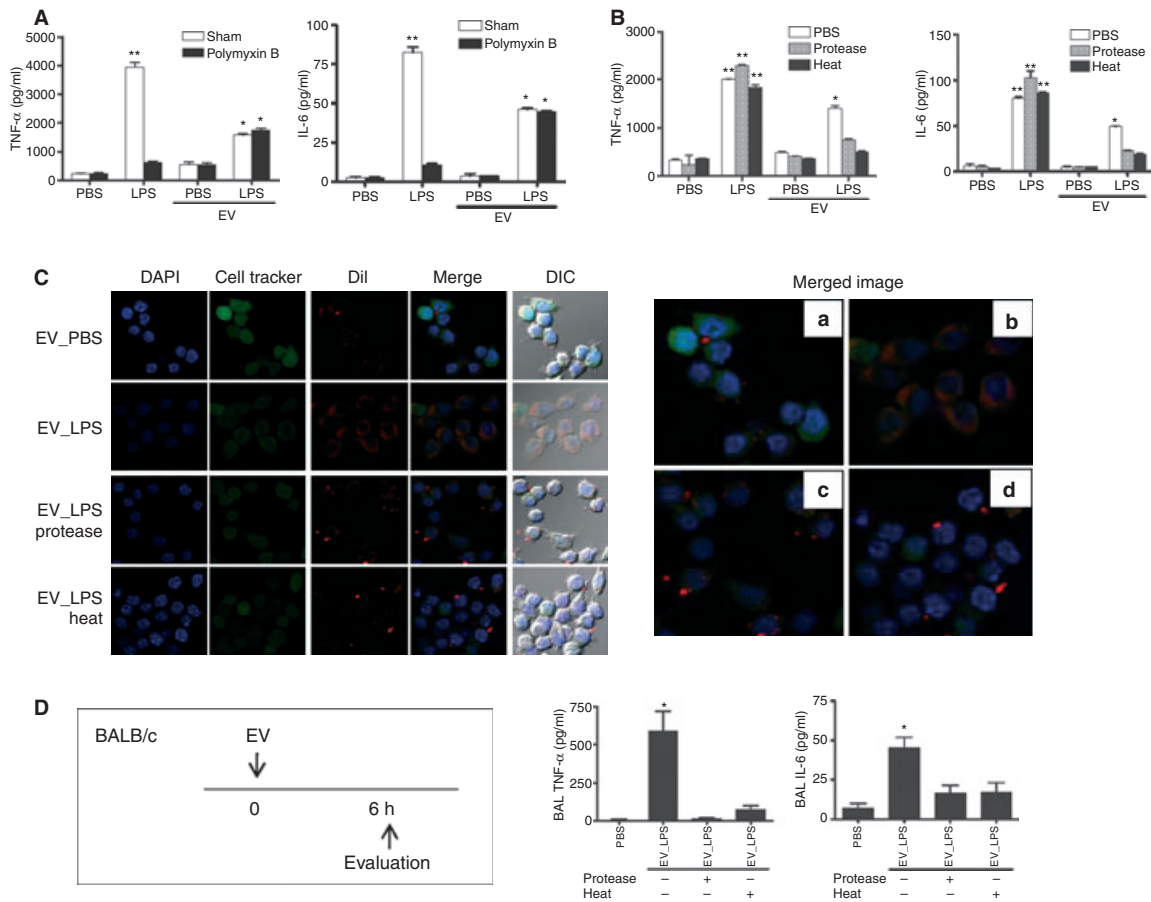 A
TNF-α (pg/ml)
5000
4000
3000
2000
1000
0
Sham
Polymyxin B
**
*
*
PBS
LPS
PBS
LPS
EV
IL-6 (pg/ml)
100
75
50
25
0
Sham
Polymyxin B
**
*
*
PBS
LPS
PBS
LPS
EV
B
TNF-α (pg/ml)
3000
2000
1000
0
PBS
Protease
Heat
**
**
**
*
PBS
LPS
PBS
LPS
EV
IL-6 (pg/ml)
150
100
50
0
PBS
Protease
Heat
**
**
**
*
PBS
LPS
PBS
LPS
EV
C
DAPI Cell tracker Dil Merge DIC
EV_PBS
EV_LPS
EV_LPS
protease
EV_LPS
heat
Merged image
a
b
c
d
D
BALB/c EV
0 6 h
Evaluation
BAL TNF-α (pg/ml)
750
500
250
0
*
PBS
EV_LPS
EV_LPS
EV_LPS
Protease – + –
Heat – – +
BAL IL-6 (pg/ml)
75
50
25
0
*
PBS
EV_LPS
EV_LPS
EV_LPS
– + –
– – +